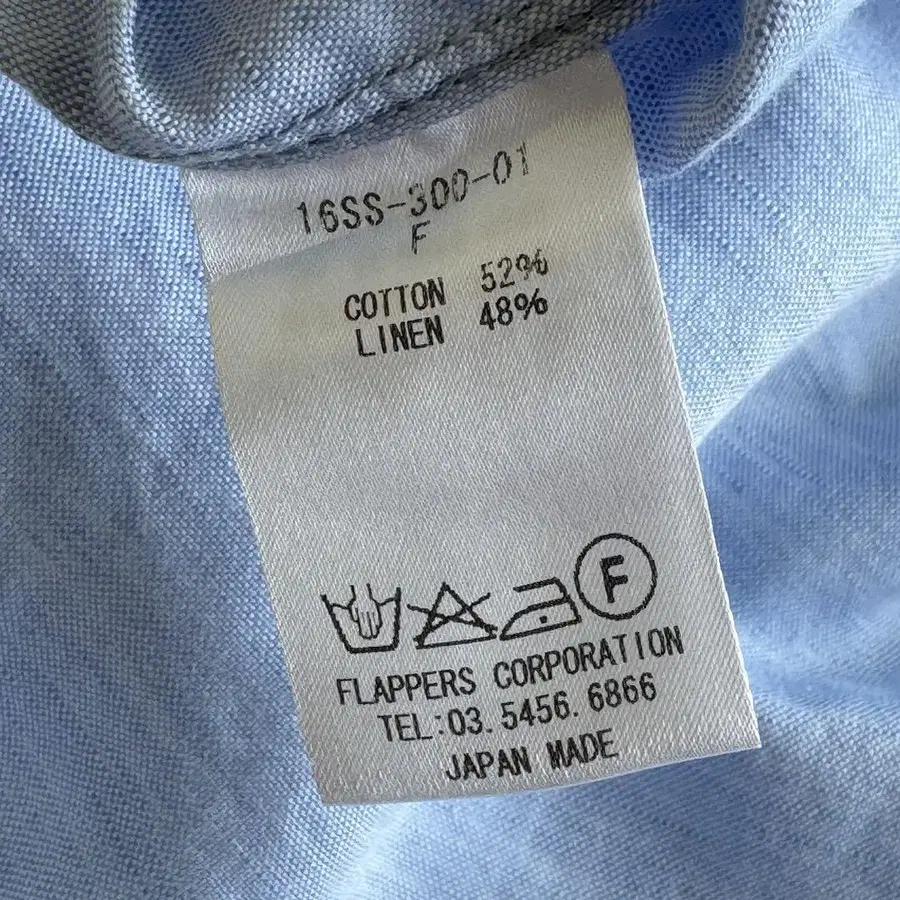 16SS-300-01
F
COTTON 52%
LINEN 48%
F
FLAPPERS CORPORATION
TEL:03.5456.6866
JAPAN MADE